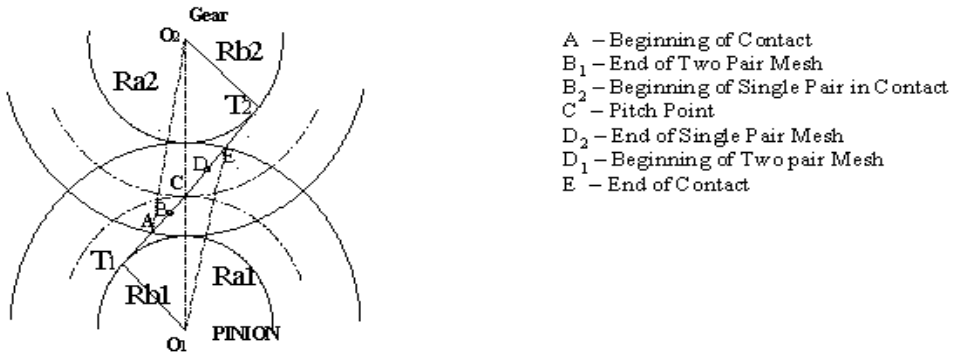 Gear
O2
Rb2
Ra2
T2
D
E
C
B
A
T1
Ra1
Rb1
PINION
O1
A – Beginning of Contact
B1 – End of Two Pair Mesh
B2 – Beginning of Single Pair in Contact
C – Pitch Point
D2 – End of Single Pair Mesh
D1 – Beginning of Two pair Mesh
E – End of Contact